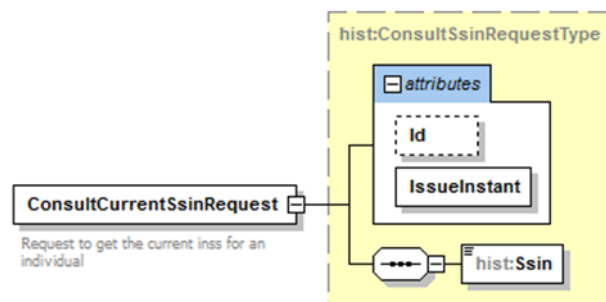 hist:ConsultSsinRequestType
attributes
Id
IssueInstant
ConsultCurrentSsinRequest
Request to get the current inss for an
individual
hist:Ssin